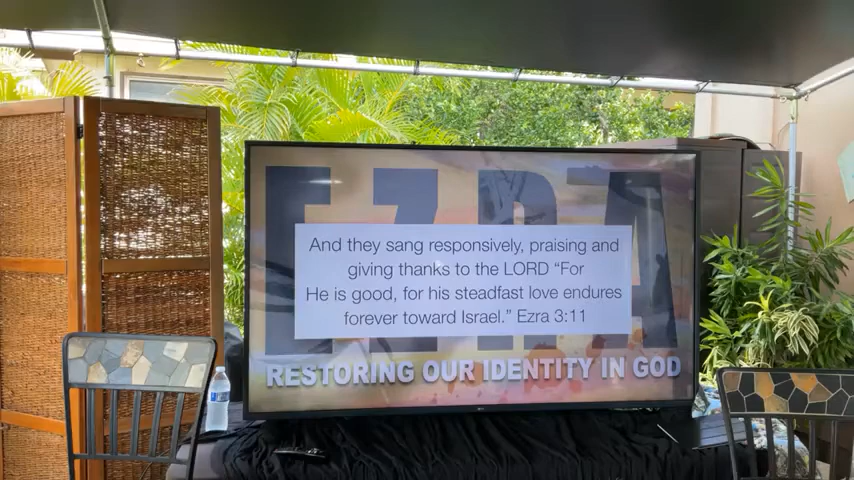 EZRA
And they sang responsively, praising and
giving thanks to the LORD “For
He is good, for his steadfast love endures
forever toward Israel.” Ezra 3:11
RESTORING OUR IDENTITY IN GOD